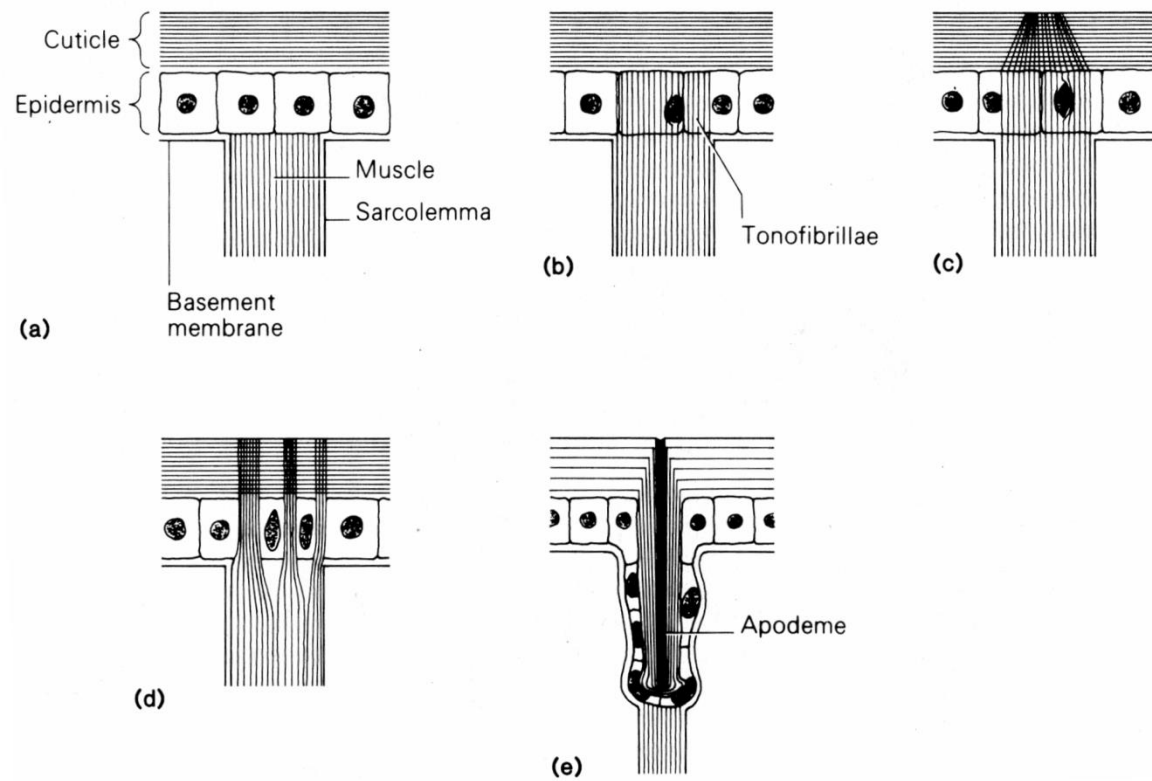 Cuticle
Epidermis
Muscle
Sarcolemma
Basement
membrane
(a)
Tonofibrillae
(b)
(c)
(d)
Apodeme
(e)